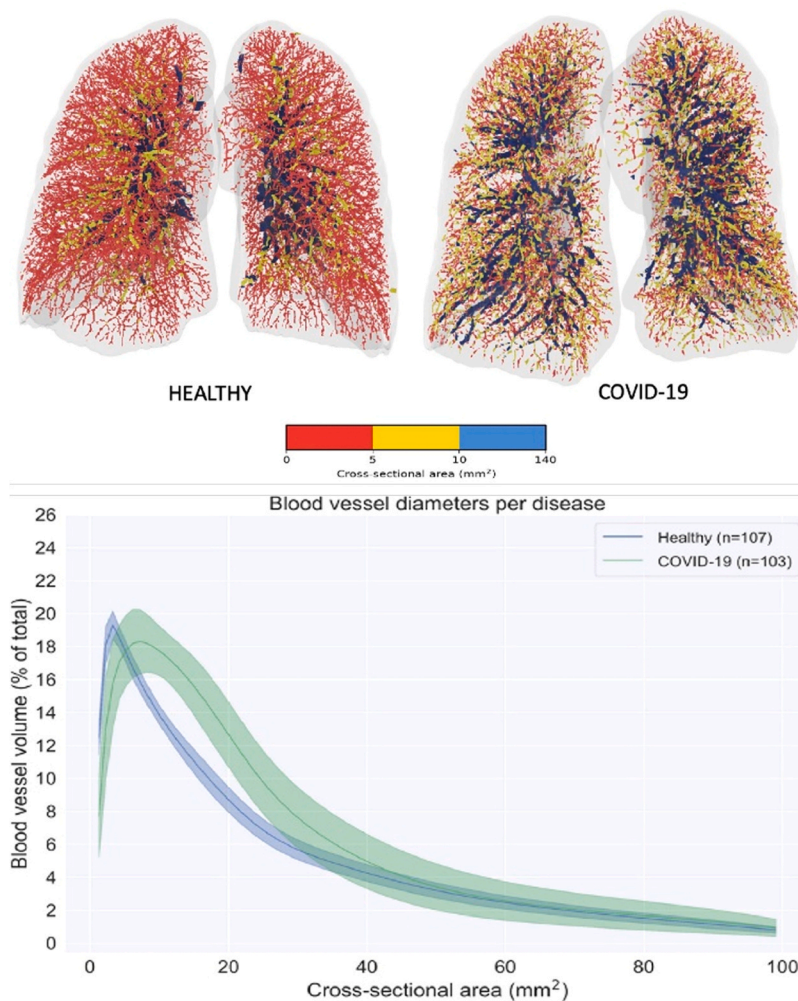 HEALTHY
COVID-19
0 5 10 140
Cross-sectional area (mm²)
Blood vessel diameters per disease
Healthy (n=107)
COVID-19 (n=103)
Blood vessel volume (% of total)
26
24
22
20
18
16
14
12
10
8
6
4
2
0
0 20 40 60 80 100
Cross-sectional area (mm²)